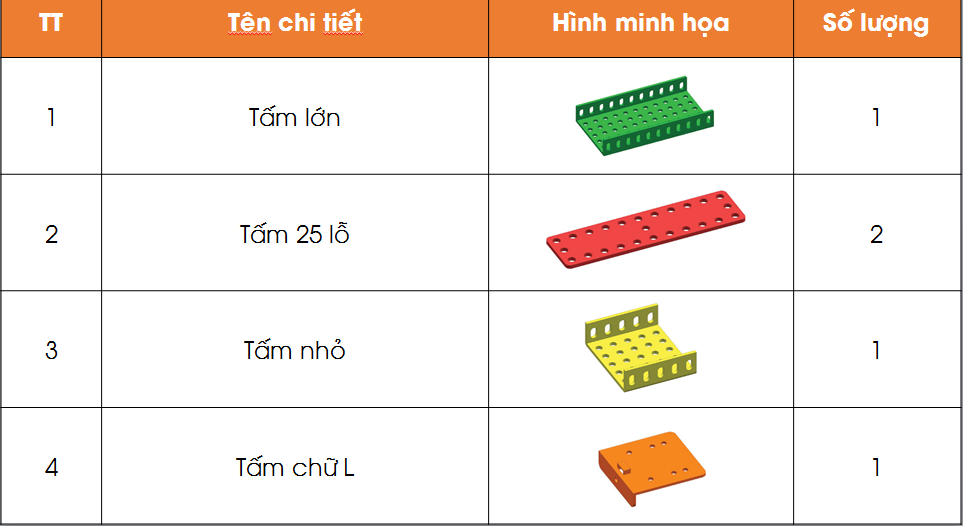 TT Tên chi tiết Hình minh họa Số lượng
1 Tấm lớn 1
2 Tấm 25 lỗ 2
3 Tấm nhỏ 1
4 Tấm chữ L 1